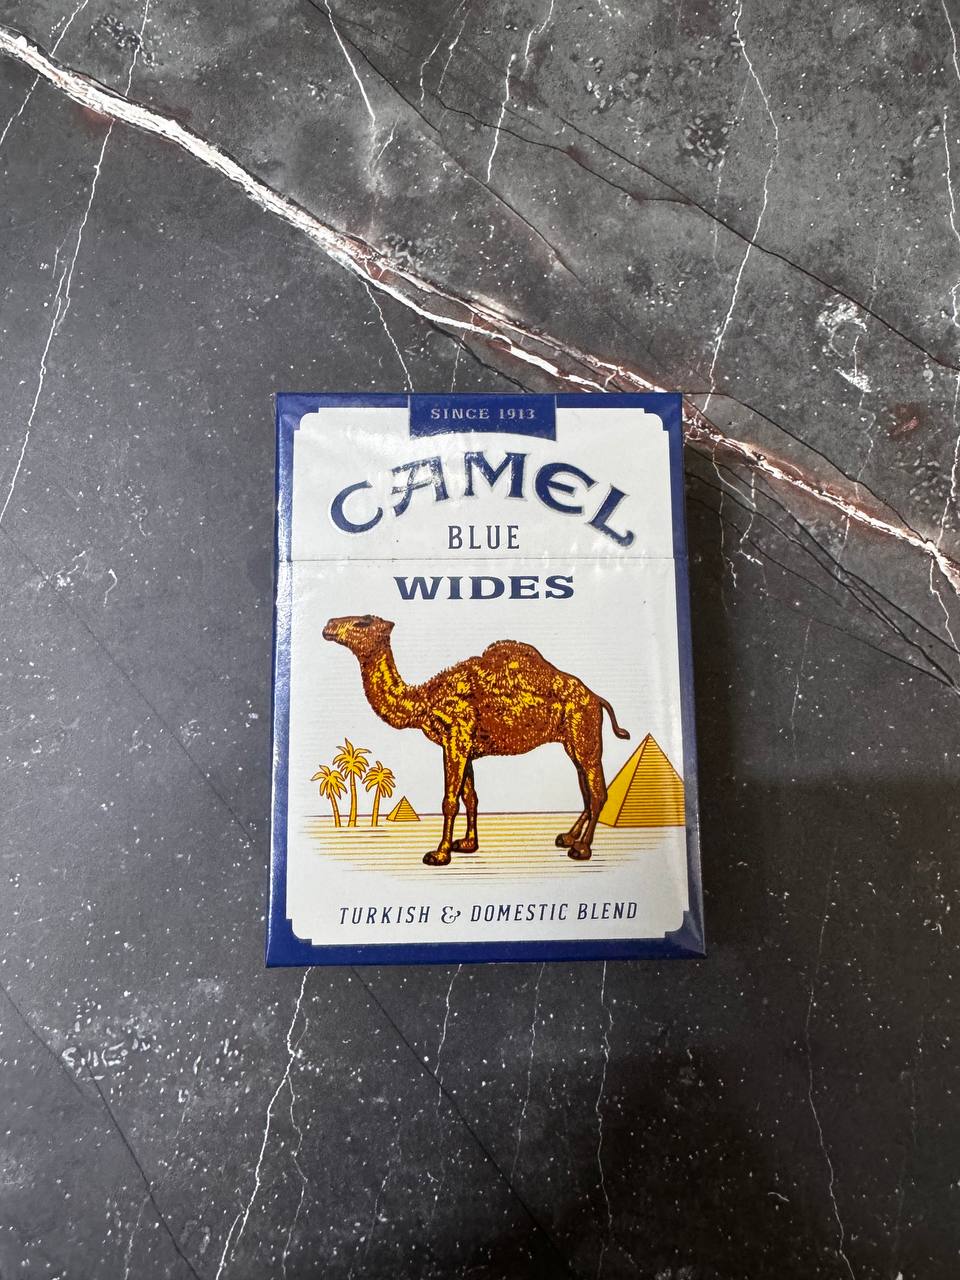 SINCE 1913
CAMEL
BLUE
WIDES
TURKISH & DOMESTIC BLEND